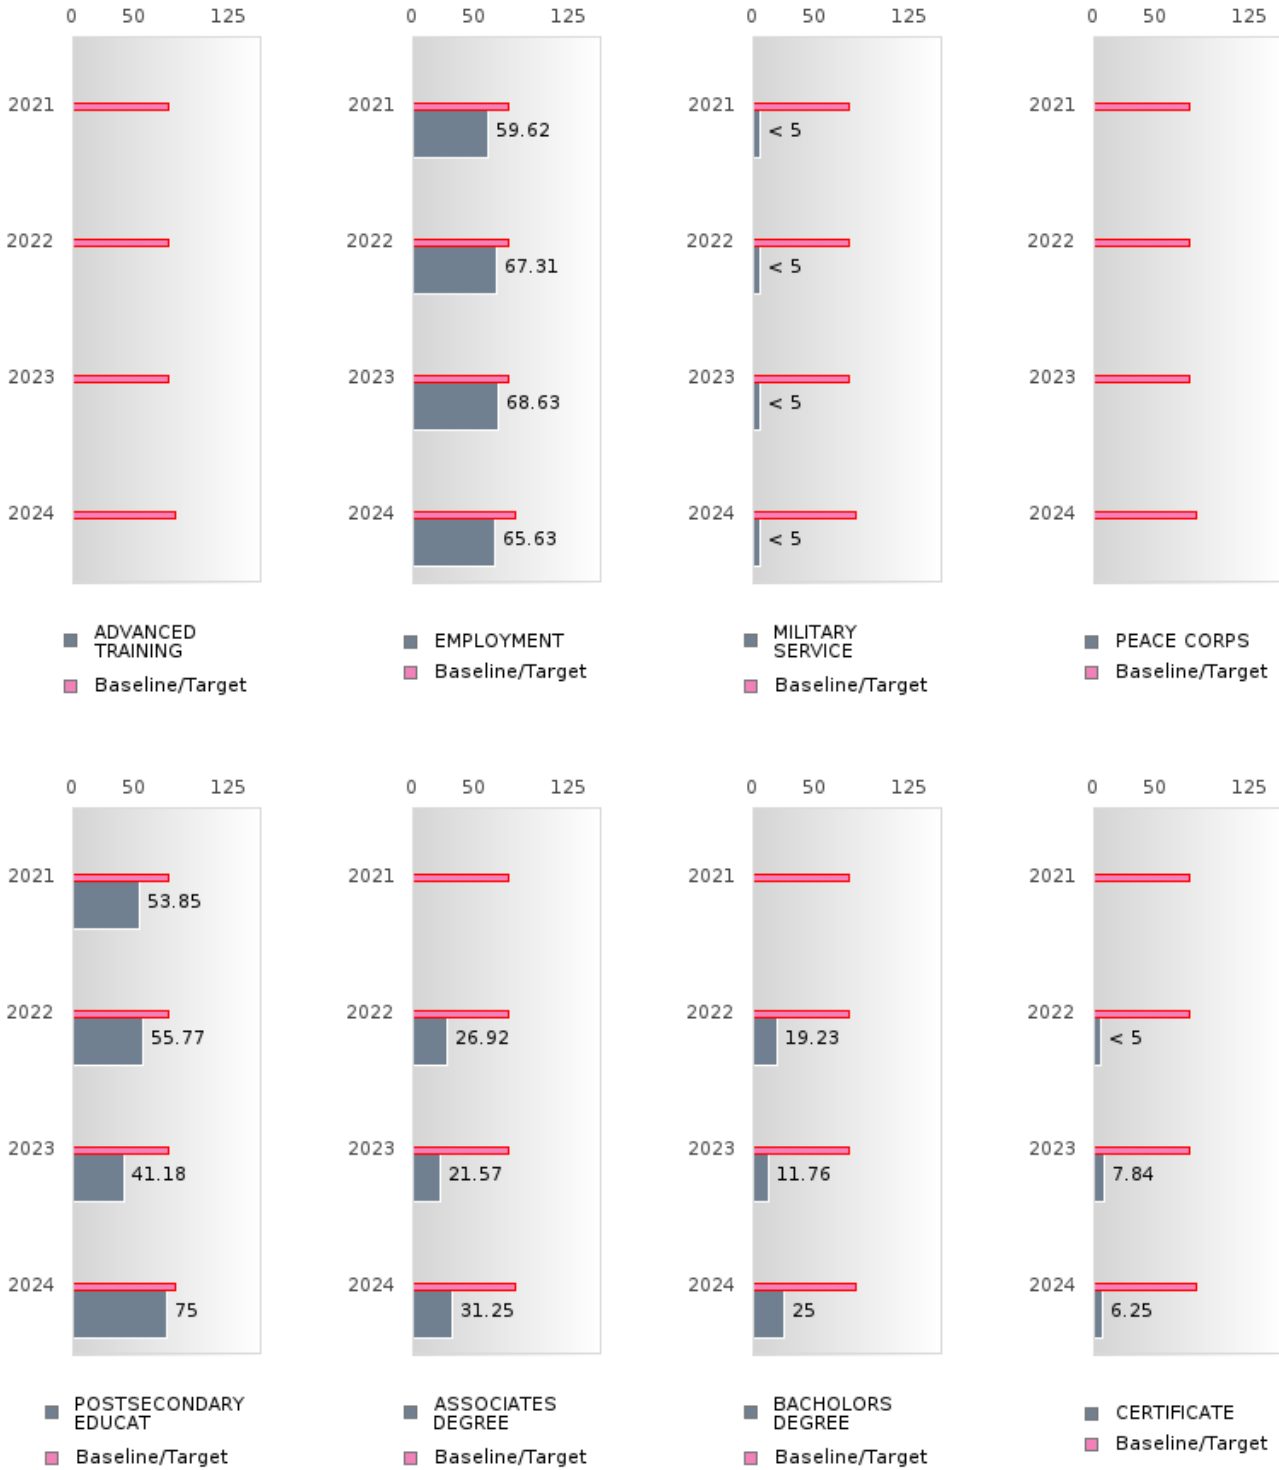 0 50 125 0 50 125 0 50 125 0 50 125
2021 2021 59.62 2021 < 5 2021
2022 2022 67.31 2022 < 5 2022
2023 2023 68.63 2023 < 5 2023
2024 2024 65.63 2024 < 5 2024
ADVANCED
TRAINING
Baseline/Target
EMPLOYMENT
Baseline/Target
MILITARY
SERVICE
Baseline/Target
PEACE CORPS
Baseline/Target
0 50 125 0 50 125 0 50 125 0 50 125
2021 53.85 2021 2021 2021
2022 55.77 2022 26.92 2022 19.23 2022 < 5
2023 41.18 2023 21.57 2023 11.76 2023 7.84
2024 75 2024 31.25 2024 25 2024 6.25
POSTSECONDARY
EDUCAT
Baseline/Target
ASSOCIATES
DEGREE
Baseline/Target
BACHOLORS
DEGREE
Baseline/Target
CERTIFICATE
Baseline/Target